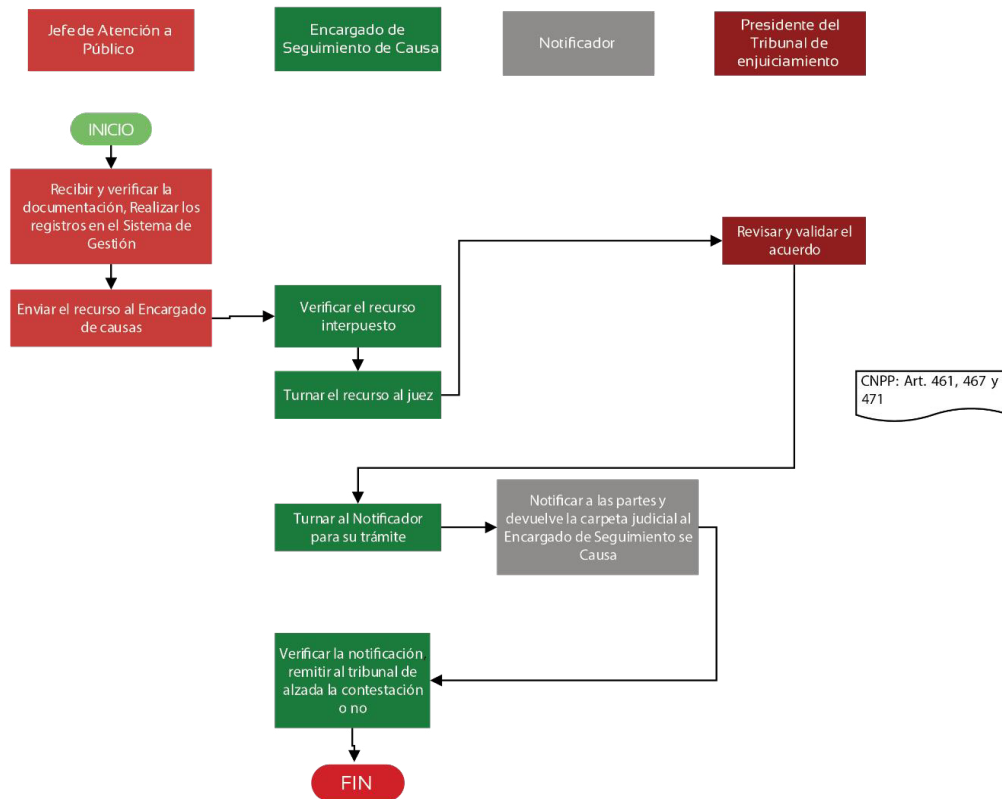 Jefe de Atención a
Público
Encargado de
Seguimiento de Causa
Notificador
Presidente del
Tribunal de
enjuiciamiento
INICIO
Recibir y verificar la
documentación, Realizar los
registros en el Sistema de
Gestión
Revisar y validar el
acuerdo
Enviar el recurso al Encargado
de causas
Verificar el recurso
interpuesto
Turnar el recurso al juez
CNPP: Art. 461, 467 y
471
Turnar al Notificador
para su trámite
Notificar a las partes y
devuelve la carpeta judicial al
Encargado de Seguimiento se
Causa
Verificar la notificación,
remitir al tribunal de
alzada la contestación
o no
FIN